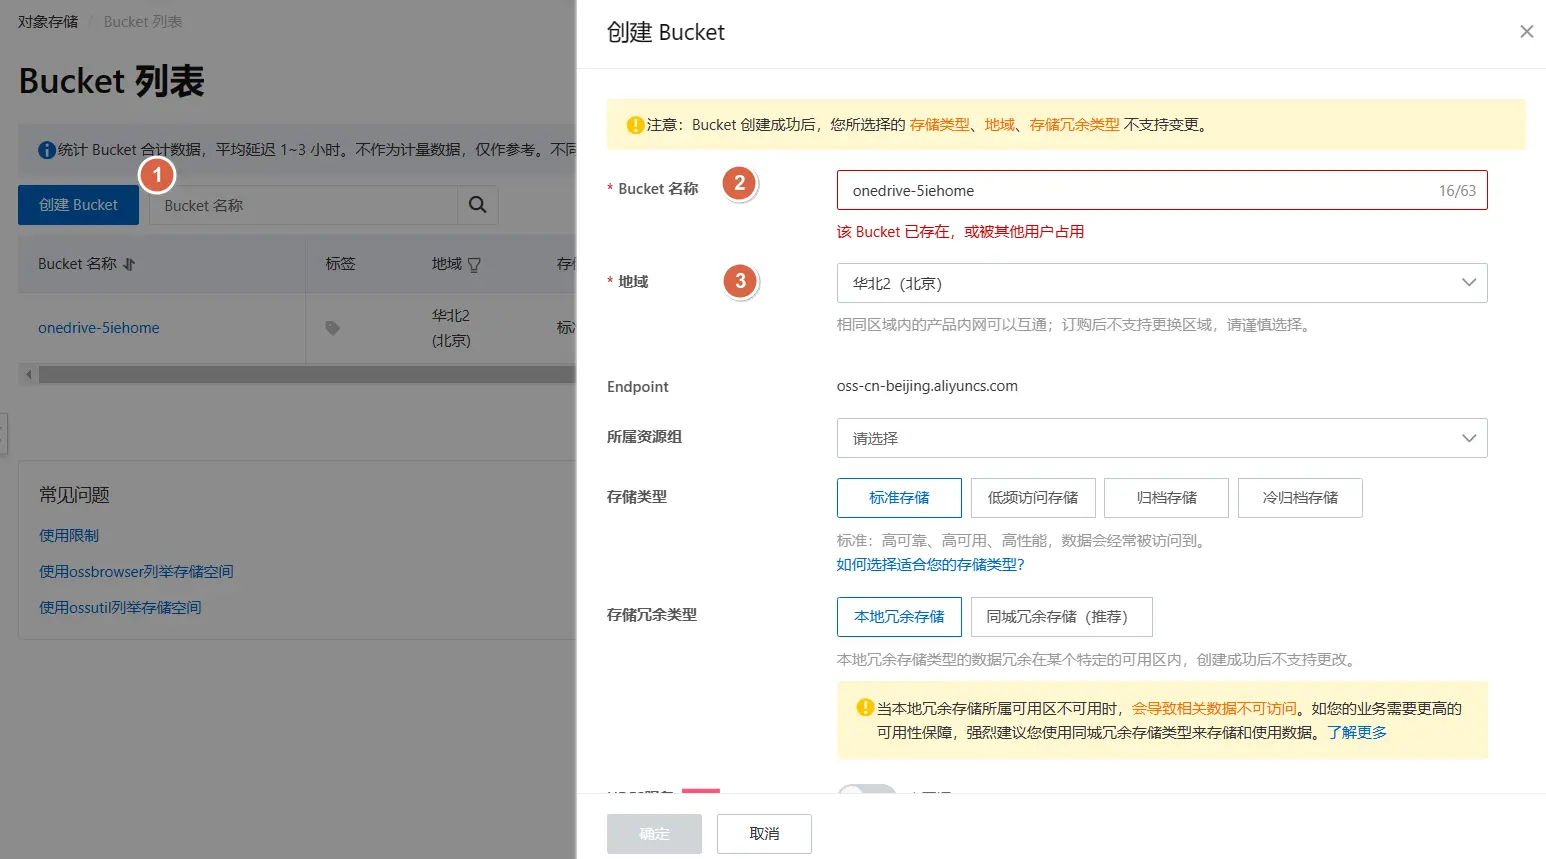 对象存储 / Bucket 列表
Bucket 列表
统计 Bucket 合计数据，平均延迟 1~3 小时。不作为计量数据，仅作参考。不同
1
创建 Bucket
Bucket 名称
Bucket 名称 标签 地域
onedrive-5iehome
华北2
(北京)
常见问题
使用限制
使用ossbrowser列举存储空间
使用ossutil列举存储空间
创建 Bucket
注意：Bucket 创建成功后，您所选择的 存储类型、地域、存储冗余类型 不支持变更。
* Bucket 名称 2 onedrive-5iehome 16/63
该 Bucket 已存在，或被其他用户占用
* 地域 3 华北2（北京）
相同区域内的产品内网可以互通；订购后不支持更换区域，请谨慎选择。
Endpoint oss-cn-beijing.aliyuncs.com
所属资源组 请选择
存储类型 标准存储 低频访问存储 归档存储 冷归档存储
标准：高可靠、高可用、高性能，数据会经常被访问到。
如何选择适合您的存储类型？
存储冗余类型 本地冗余存储 同城冗余存储（推荐）
本地冗余存储类型的数据冗余在某个特定的可用区内，创建成功后不支持更改。
当本地冗余存储所属可用区不可用时，会导致相关数据不可访问。如您的业务需要更高的
可用性保障，强烈建议您使用同城冗余存储类型来存储和使用数据。了解更多
确定 取消